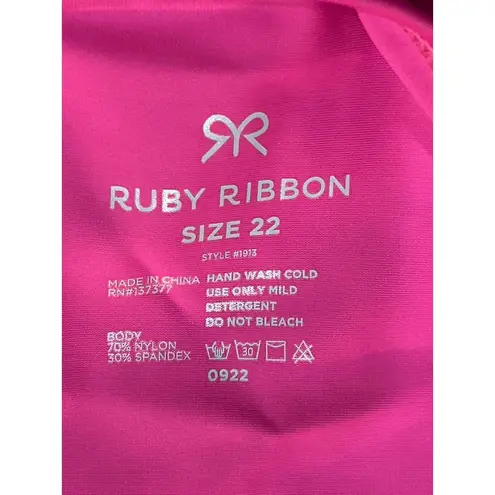 RUBY RIBBON
SIZE 22
STYLE #1913
MADE IN CHINA
RN#137377
HAND WASH COLD
USE ONLY MILD
DETERGENT
DO NOT BLEACH
BODY
70% NYLON
30% SPANDEX
30
0922